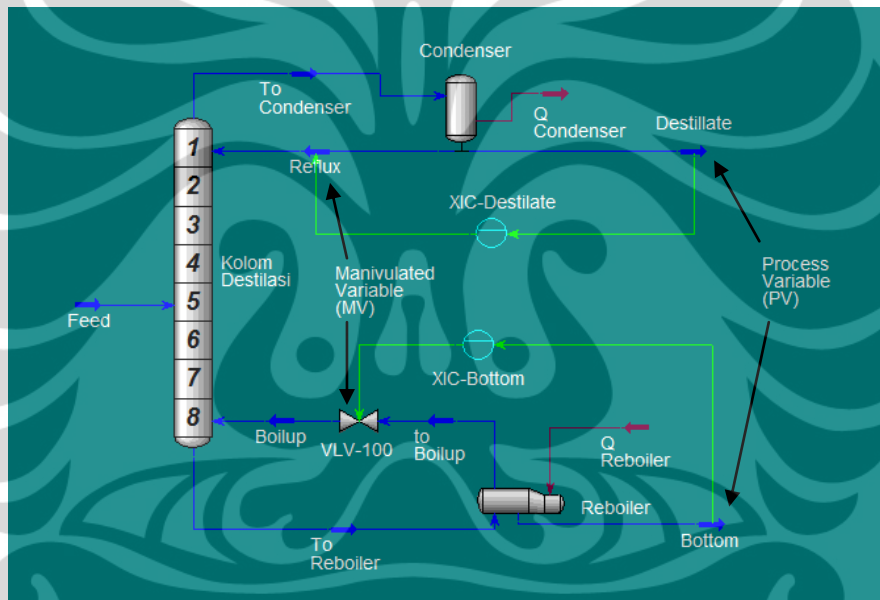 Condenser
To
Condenser
Q
Condenser
Destillate
1
Reflux
2
XIC-Destilate
3
4
Kolom
Destilasi
Manivulated
Variable
(MV)
Process
Variable
(PV)
5
Feed
6
XIC-Bottom
7
8
Boilup
VLV-100
to
Boilup
Q
Reboiler
Reboiler
To
Reboiler
Bottom